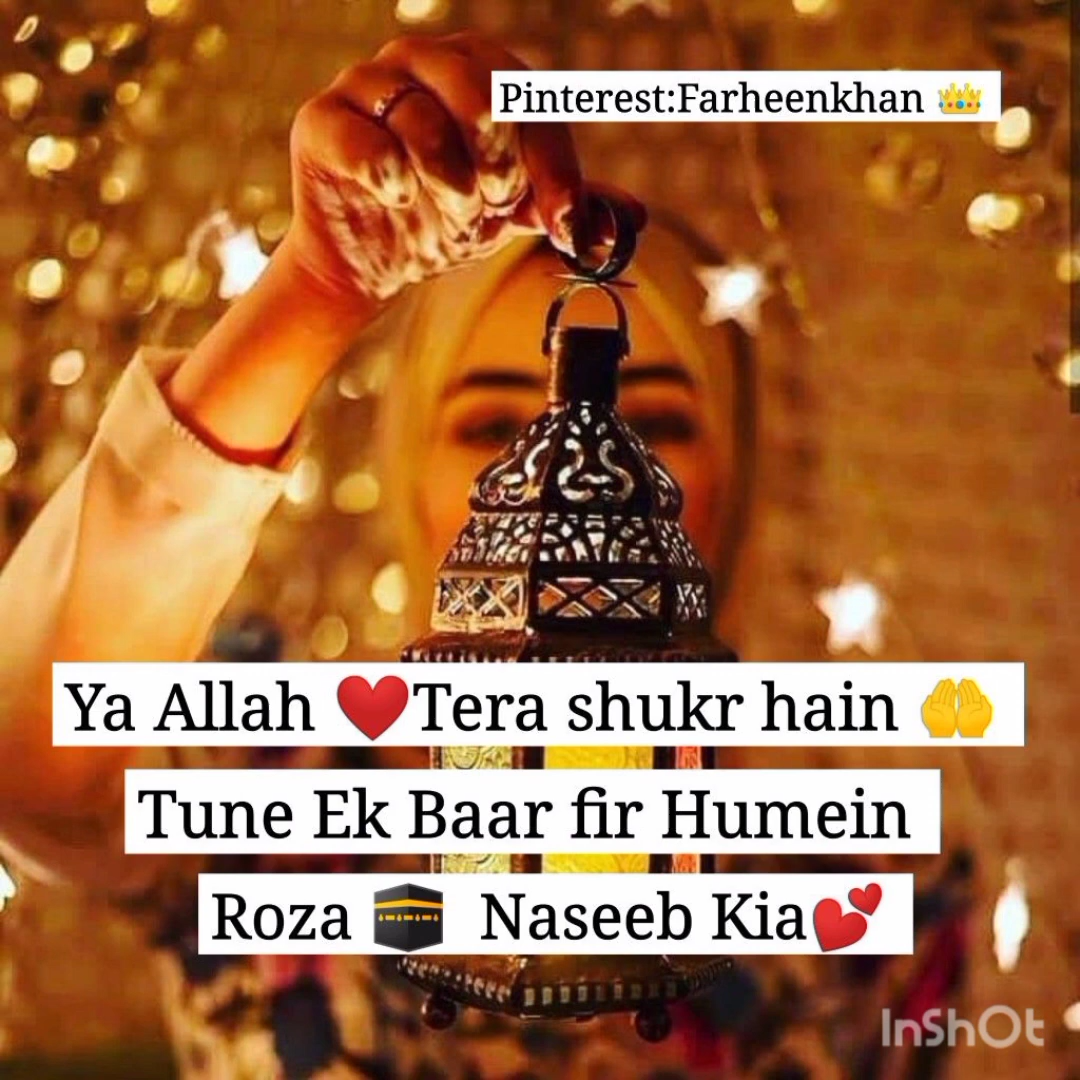 Pinterest:Farheenkhan 👑
Ya Allah ❤️Tera shukr hain 🤲
Tune Ek Baar fir Humein
Roza 🕋 Naseeb Kia💕
InShOt